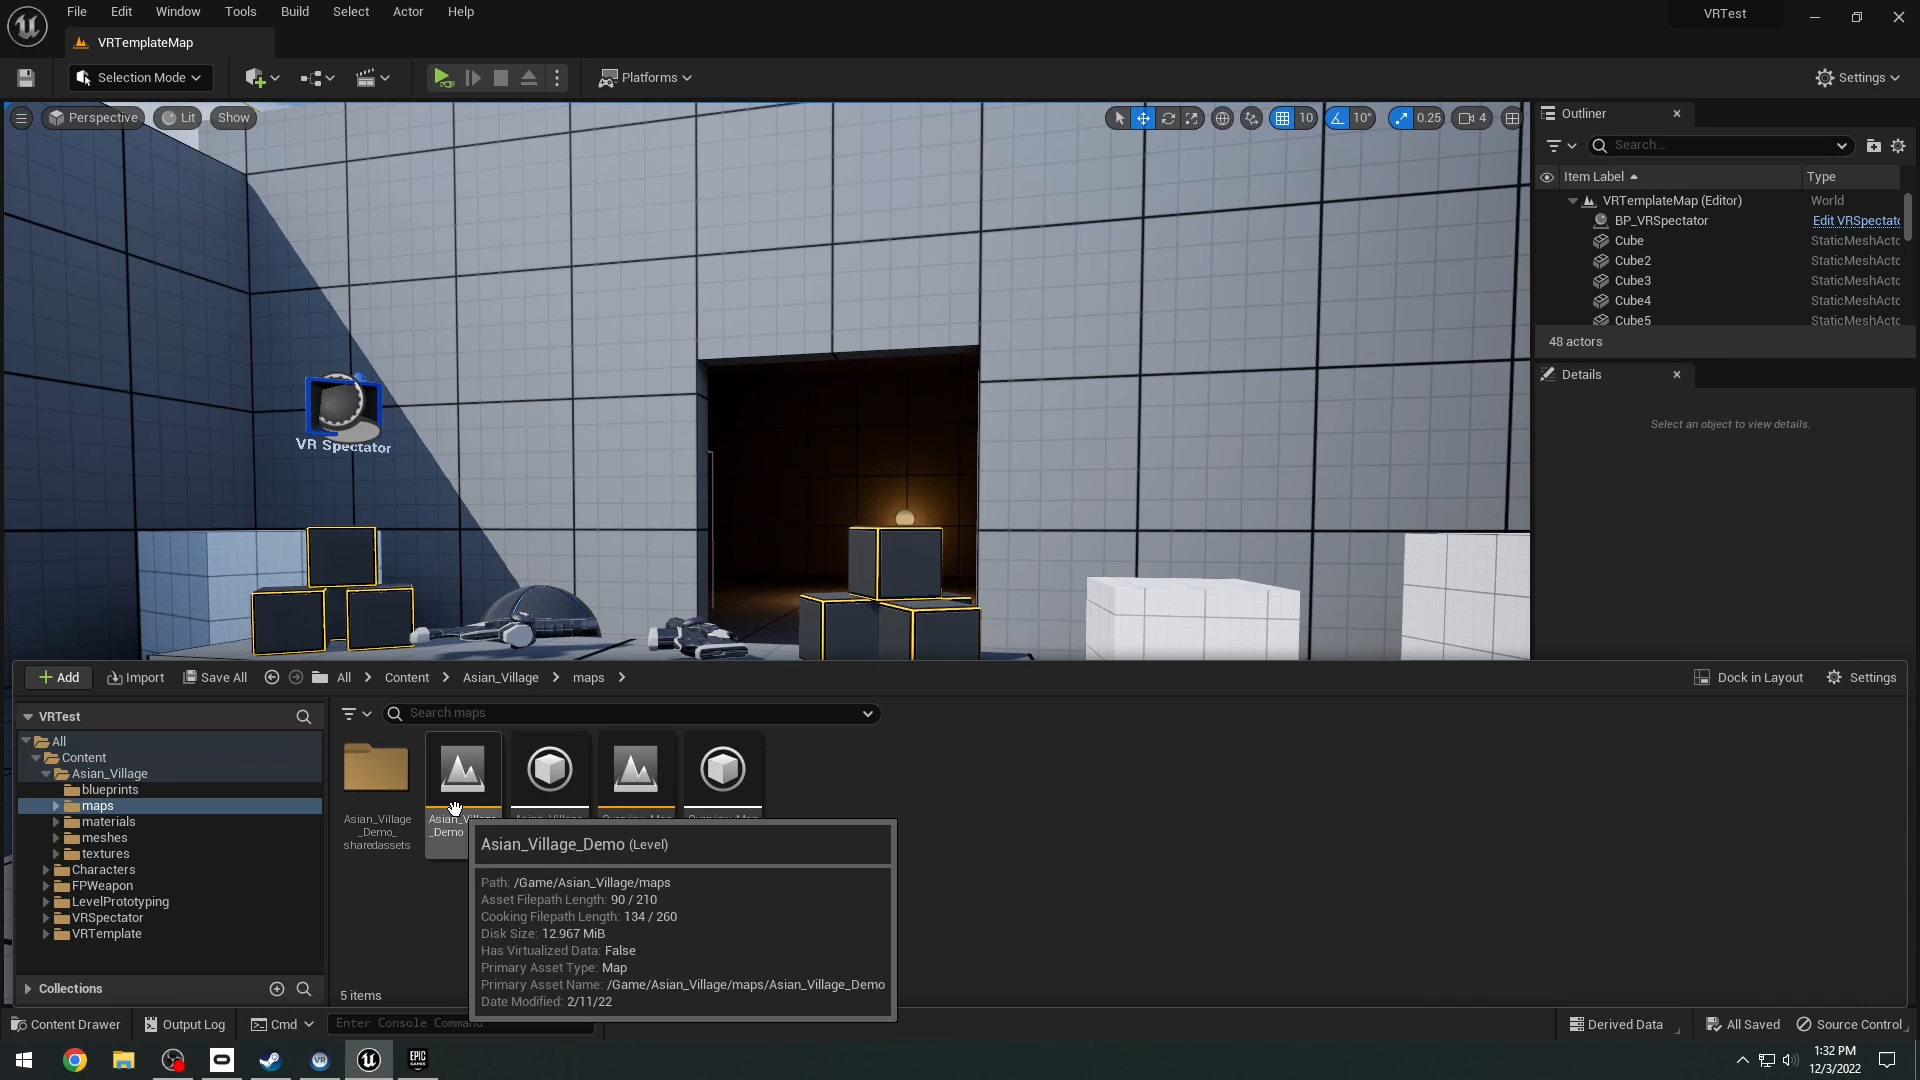 File Edit Window Tools Build Select Actor Help
VRTest
VRTemplateMap
Selection Mode
Platforms
Settings
Perspective Lit Show
10 10° 0.25 4
VR Spectator
Outliner
Search...
Item Label Type
VRTemplateMap (Editor) World
BP_VRSpectator Edit VRSpectato
Cube StaticMeshActo
Cube2 StaticMeshActo
Cube3 StaticMeshActo
Cube4 StaticMeshActo
Cube5 StaticMeshActo
48 actors
Details
Select an object to view details.
Add Import Save All All Content Asian_Village maps Dock in Layout Settings
VRTest
All
Content
Asian_Village
blueprints
maps
materials
meshes
textures
Characters
FPWeapon
LevelPrototyping
VRSpectator
VRTemplate
Collections
Search maps
Asian_Village
_Demo_
sharedassets
Asian_Village
_Demo
5 items
Asian_Village_Demo (Level)
Path: /Game/Asian_Village/maps
Asset Filepath Length: 90 / 210
Cooking Filepath Length: 134 / 260
Disk Size: 12.967 MiB
Has Virtualized Data: False
Primary Asset Type: Map
Primary Asset Name: /Game/Asian_Village/maps/Asian_Village_Demo
Date Modified: 2/11/22
Content Drawer Output Log Cmd Enter Console Command Derived Data All Saved Source Control
VR
EPIC
GAMES
1:32 PM
12/3/2022